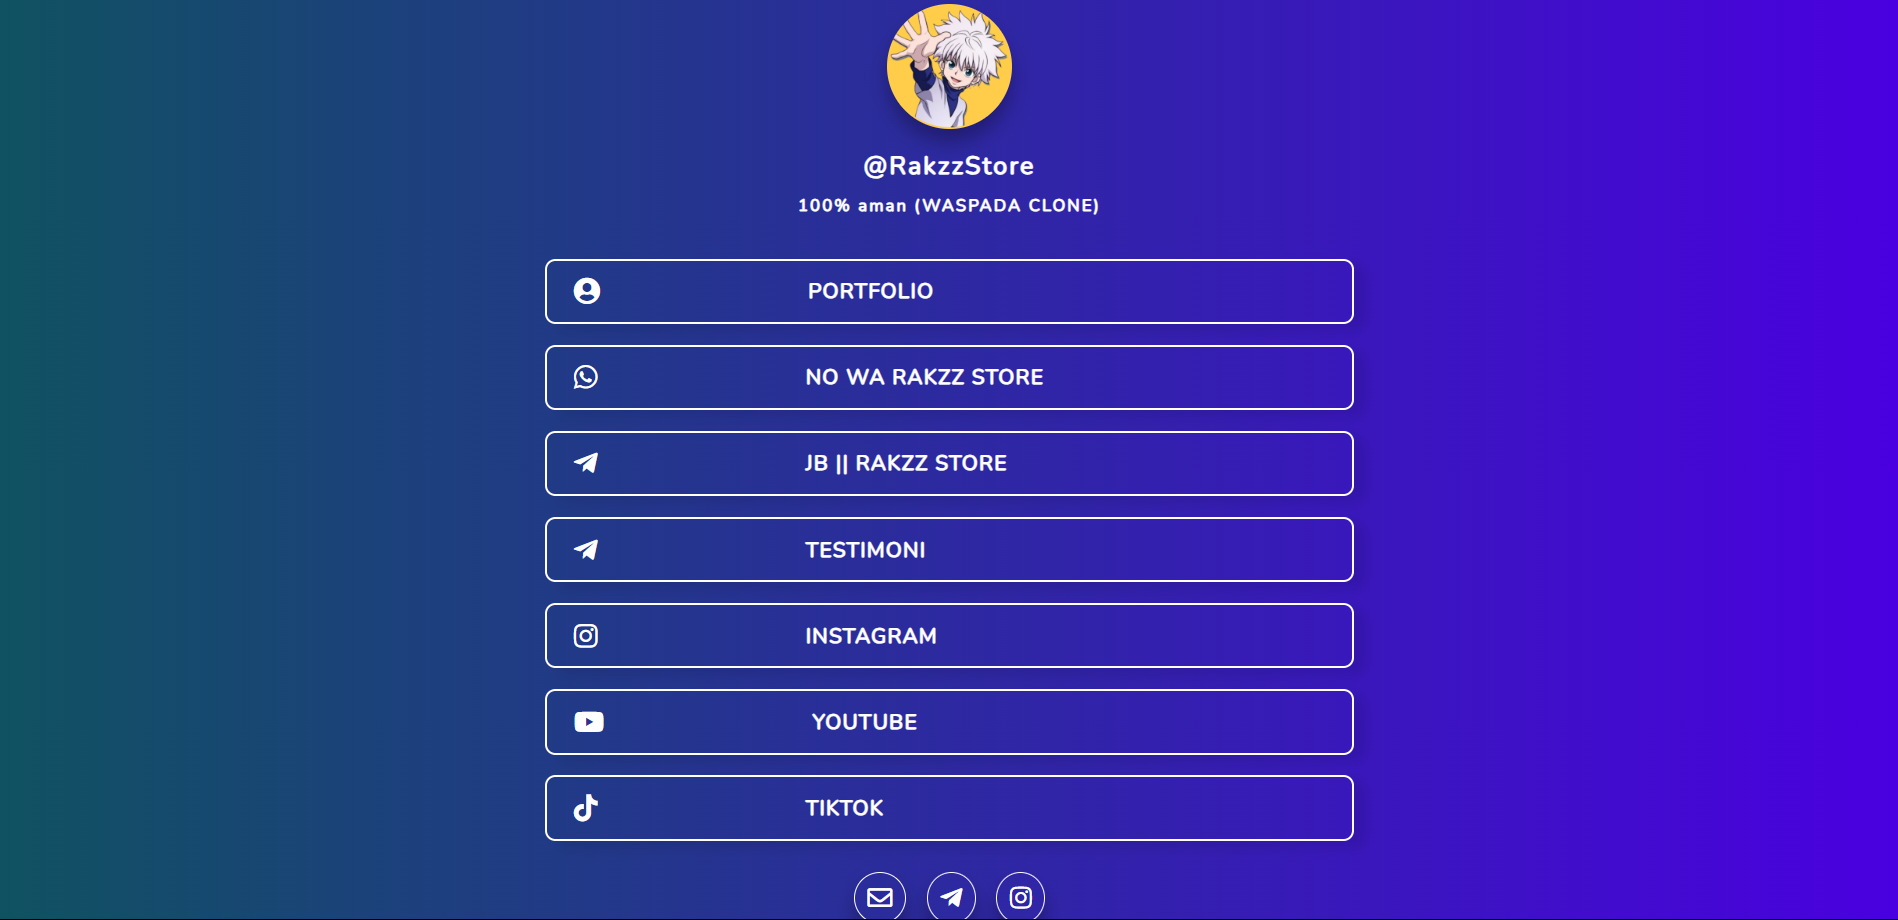 @RakzzStore
100% aman (WASPADA CLONE)
PORTFOLIO
NO WA RAKZZ STORE
JB || RAKZZ STORE
TESTIMONI
INSTAGRAM
YOUTUBE
TIKTOK